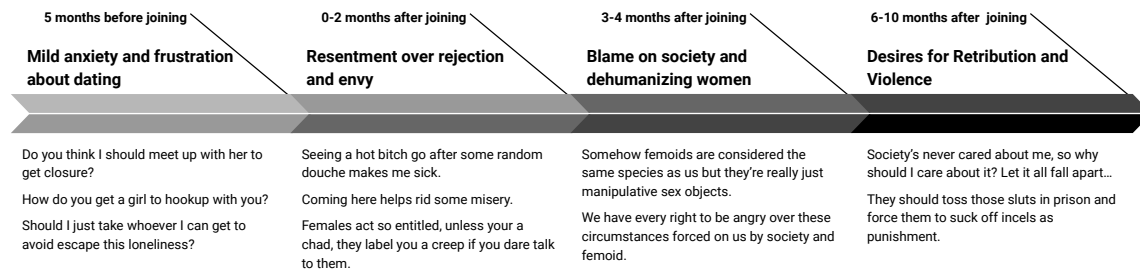 5 months before joining
0-2 months after joining
3-4 months after joining
6-10 months after  joining
Mild anxiety and frustration
about dating
Resentment over rejection
and envy
Blame on society and
dehumanizing women
Desires for Retribution and
Violence
Do you think I should meet up with her to
get closure?
How do you get a girl to hookup with you?
Should I just take whoever I can get to
avoid escape this loneliness?
Seeing a hot bitch go after some random
douche makes me sick.
Coming here helps rid some misery.
Females act so entitled, unless your a
chad, they label you a creep if you dare talk
to them.
Somehow femoids are considered the
same species as us but they're really just
manipulative sex objects.
We have every right to be angry over these
circumstances forced on us by society and
femoid.
Society's never cared about me, so why
should I care about it? Let it all fall apart...
They should toss those sluts in prison and
force them to suck off incels as
punishment.